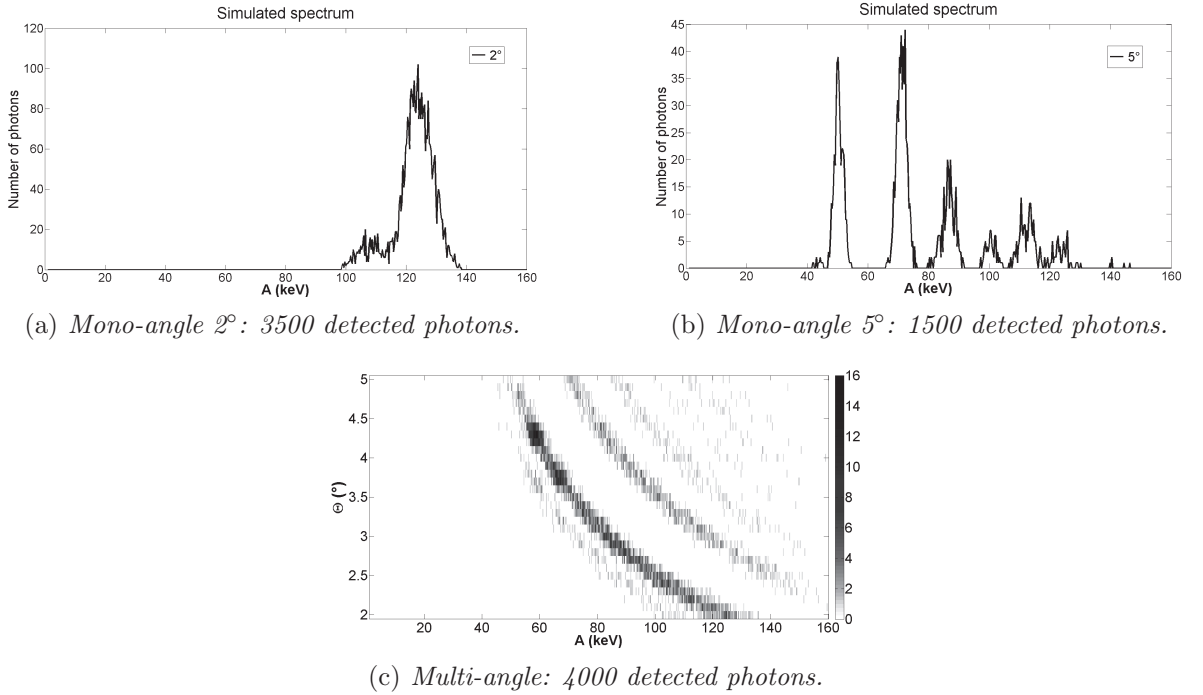 Simulated spectrum
120
100
80
60
40
20
0
Number of photons
2°
0 20 40 60 80 100 120 140 160
A (keV)
(a) Mono-angle 2°: 3500 detected photons.
Simulated spectrum
45
40
35
30
25
20
15
10
5
0
Number of photons
5°
0 20 40 60 80 100 120 140 160
A (keV)
(b) Mono-angle 5°: 1500 detected photons.
5
4.5
4
3.5
3
2.5
2
Θ (°)
20 40 60 80 100 120 140 160
A (keV)
16
14
12
10
8
6
4
2
0
(c) Multi-angle: 4000 detected photons.